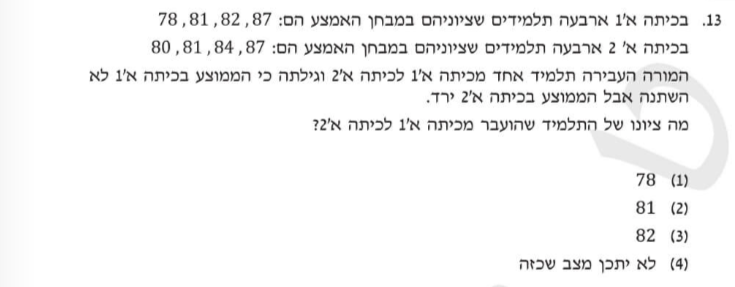 13. בכיתה א'1 ארבעה תלמידים שציוניהם במבחן האמצע הם: 87, 82, 81, 78
בכיתה א' 2 ארבעה תלמידים שציוניהם במבחן האמצע הם: 87, 84, 81, 80
המורה העבירה תלמיד אחד מכיתה א'1 לכיתה א'2 וגילתה כי הממוצע בכיתה א'1 לא
השתנה אבל הממוצע בכיתה א'2 ירד.
מה ציונו של התלמיד שהועבר מכיתה א'1 לכיתה א'2?
(1) 78
(2) 81
(3) 82
(4) לא יתכן מצב שכזה